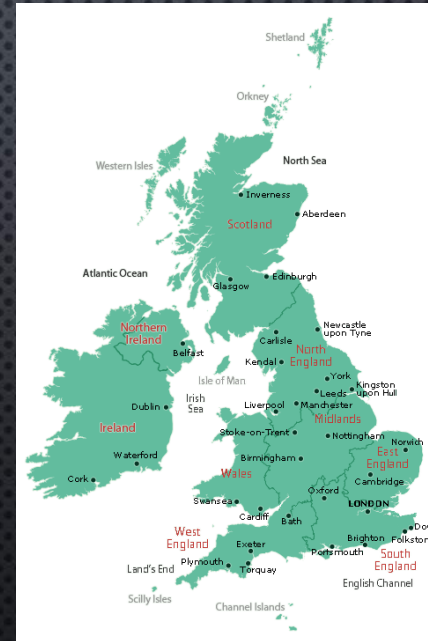 Shetland
Orkney
Western Isles
North Sea
Inverness
Aberdeen
Scotland
Atlantic Ocean
Edinburgh
Glasgow
Northern
Ireland
Belfast
Newcastle
upon Tyne
Carlisle
North
England
Kendal
Isle of Man
York
Kingston
upon Hull
Leeds
Irish
Sea
Dublin
Liverpool
Manchester
Midlands
Ireland
Stoke-on-Trent
Nottingham
Norwich
East
England
Waterford
Birmingham
Cambridge
Cork
Wales
Oxford
LONDON
Swansea
Cardiff
Bath
West
England
Dov
Folkston
Brighton
Portsmouth
South
England
Exeter
Plymouth
Torquay
Land's End
English Channel
Scilly Isles
Channel Islands